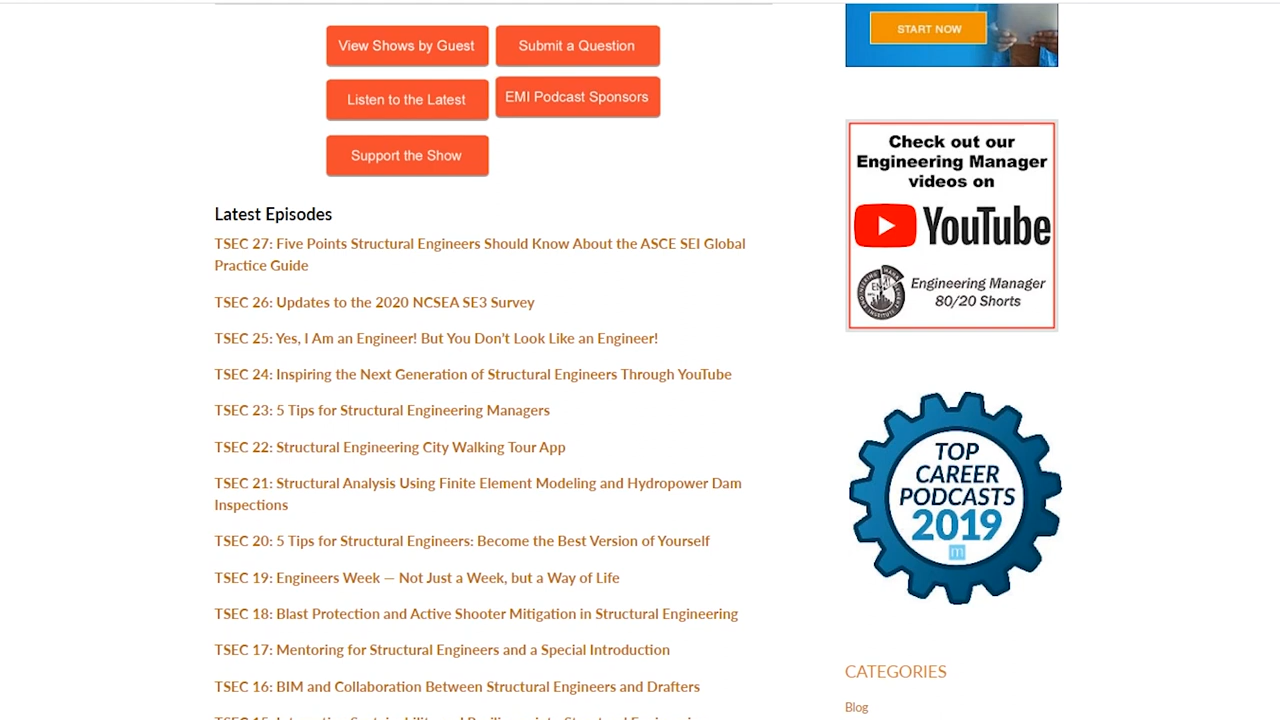 View Shows by Guest
Submit a Question
Listen to the Latest
EMI Podcast Sponsors
Support the Show
Latest Episodes
TSEC 27: Five Points Structural Engineers Should Know About the ASCE SEI Global
Practice Guide
TSEC 26: Updates to the 2020 NCSEA SE3 Survey
TSEC 25: Yes, I Am an Engineer! But You Don’t Look Like an Engineer!
TSEC 24: Inspiring the Next Generation of Structural Engineers Through YouTube
TSEC 23: 5 Tips for Structural Engineering Managers
TSEC 22: Structural Engineering City Walking Tour App
TSEC 21: Structural Analysis Using Finite Element Modeling and Hydropower Dam
Inspections
TSEC 20: 5 Tips for Structural Engineers: Become the Best Version of Yourself
TSEC 19: Engineers Week — Not Just a Week, but a Way of Life
TSEC 18: Blast Protection and Active Shooter Mitigation in Structural Engineering
TSEC 17: Mentoring for Structural Engineers and a Special Introduction
TSEC 16: BIM and Collaboration Between Structural Engineers and Drafters
START NOW
Check out our
Engineering Manager
videos on
YouTube
Engineering Manager
80/20 Shorts
TOP
CAREER
PODCASTS
2019
m
CATEGORIES
Blog